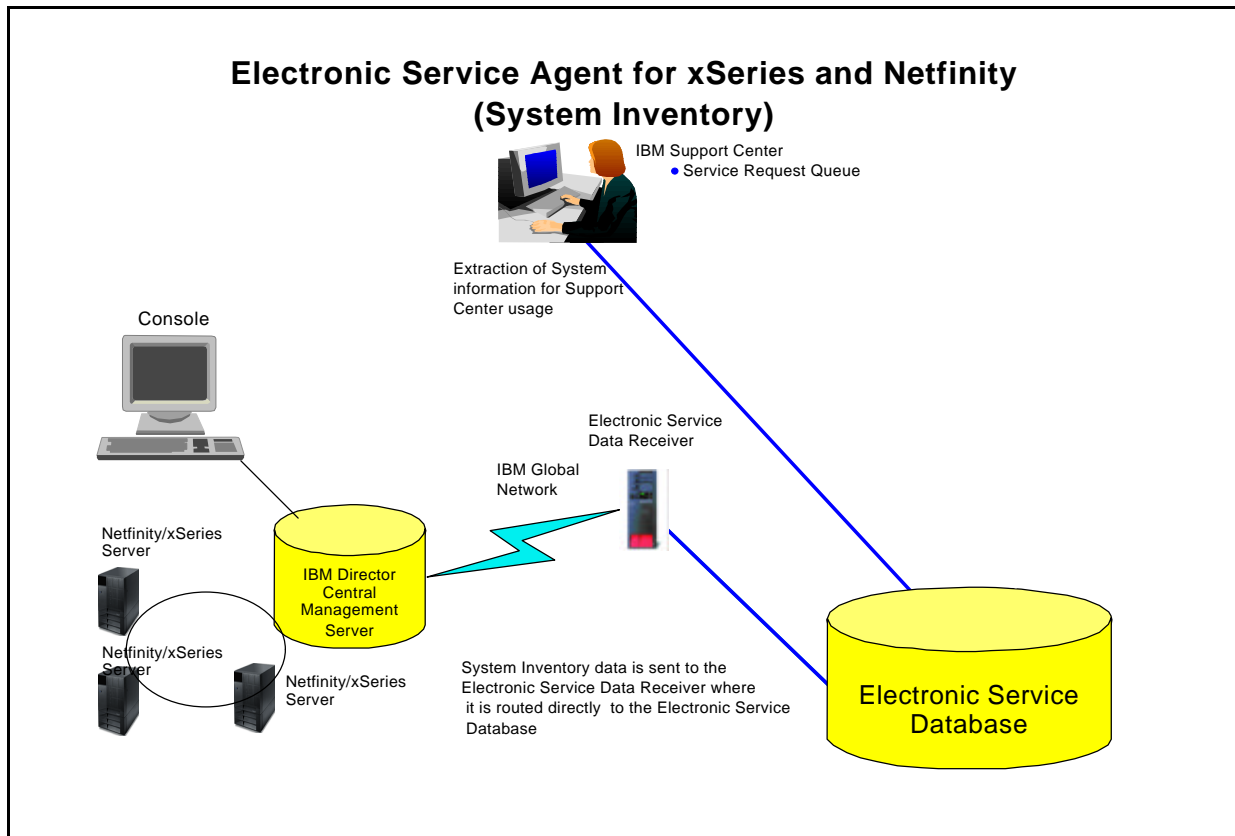 Electronic Service Agent for xSeries and Netfinity
(System Inventory)
IBM Support Center
• Service Request Queue
Extraction of System
information for Support
Center usage
Console
Electronic Service
Data Receiver
IBM Global
Network
Netfinity/xSeries
Server
IBM Director
Central
Management
Server
Netfinity/xSeries
Server
Netfinity/xSeries
Server
System Inventory data is sent to the
Electronic Service Data Receiver where
it is routed directly to the Electronic Service
Database
Electronic Service
Database